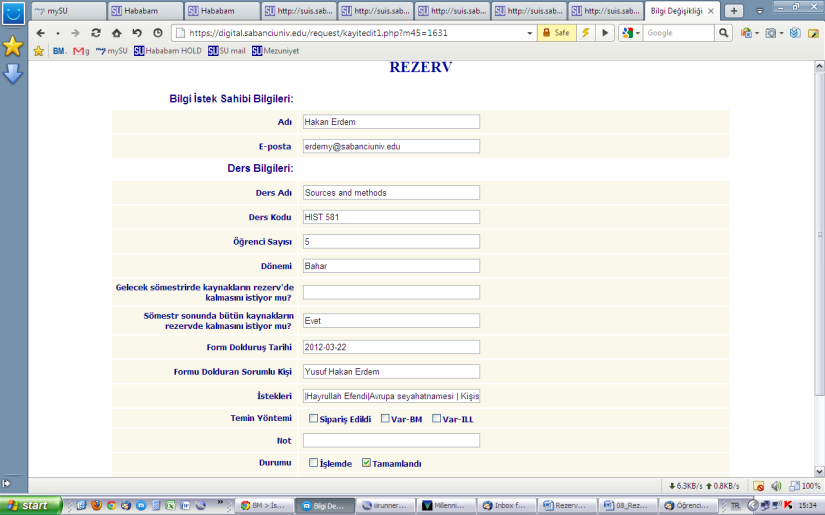 mySU
Hababam
Hababam
http://suis.sab...
http://suis.sab...
http://suis.sab...
http://suis.sab...
http://suis.sab...
Bilgi Değişikliği
https://digital.sabanciuniv.edu/request/kayitedit1.php?m45=1631
Safe
Google
BM.
g
mySU
Hababam HOLD
SU mail
Mezuniyet
REZERV
Bilgi İstek Sahibi Bilgileri:
Adı Hakan Erdem
E-posta erdemy@sabanciuniv.edu
Ders Bilgileri:
Ders Adı Sources and methods
Ders Kodu HIST 581
Öğrenci Sayısı 5
Dönemi Bahar
Gelecek sömestrirde kaynakların rezerv'de
kalmasını istiyor mu?
Sömestr sonunda bütün kaynakların
rezervde kalmasını istiyor mu? Evet
Form Dolduruş Tarihi 2012-03-22
Formu Dolduran Sorumlu Kişi Yusuf Hakan Erdem
İstekleri |Hayrullah Efendi|Avrupa seyahatnamesi | Kişis
Temin Yöntemi Sipariş Edildi Var-BM Var-ILL
Not
Durumu İşlemde Tamamlandı
6.3KB/s 0.8KB/s 100%
start
BM > İs...
Bilgi De...
Millenni...
Inbox f...
Rezerv...
08_Rez...
Öğrenci...
TR
15:34